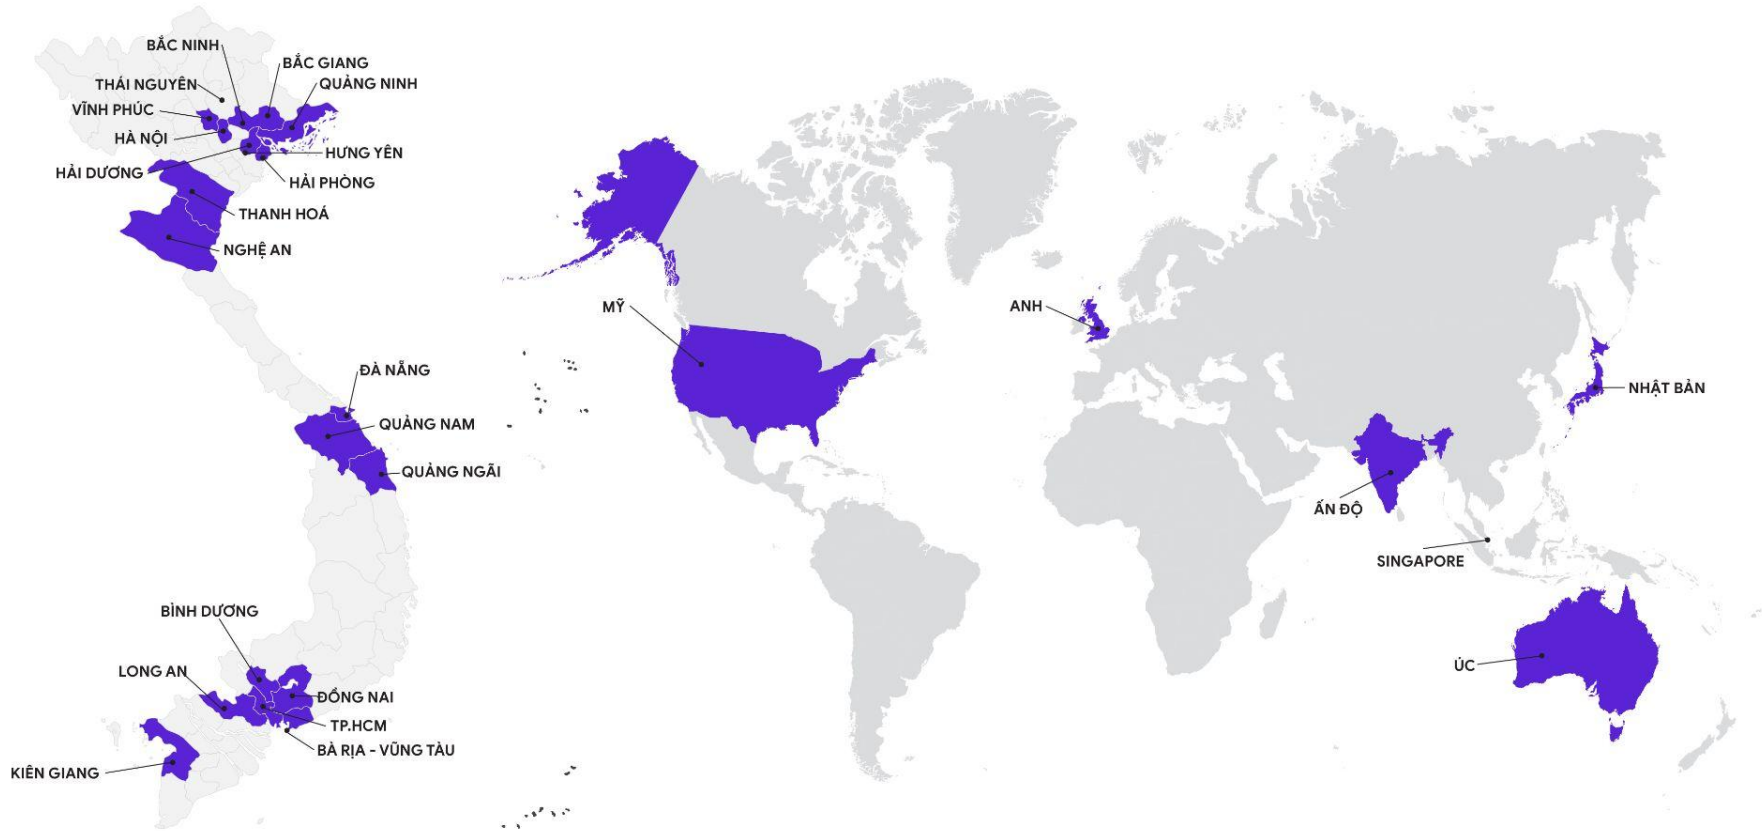 BẮC NINH
BẮC GIANG
THÁI NGUYÊN
QUẢNG NINH
VĨNH PHÚC
HÀ NỘI
HƯNG YÊN
HẢI DƯƠNG
HẢI PHÒNG
THANH HOÁ
NGHỆ AN
ĐÀ NẴNG
QUẢNG NAM
QUẢNG NGÃI
BÌNH DƯƠNG
LONG AN
ĐỒNG NAI
TP.HCM
BÀ RỊA - VŨNG TÀU
KIÊN GIANG
MỸ
ANH
NHẬT BẢN
ẤN ĐỘ
SINGAPORE
ÚC